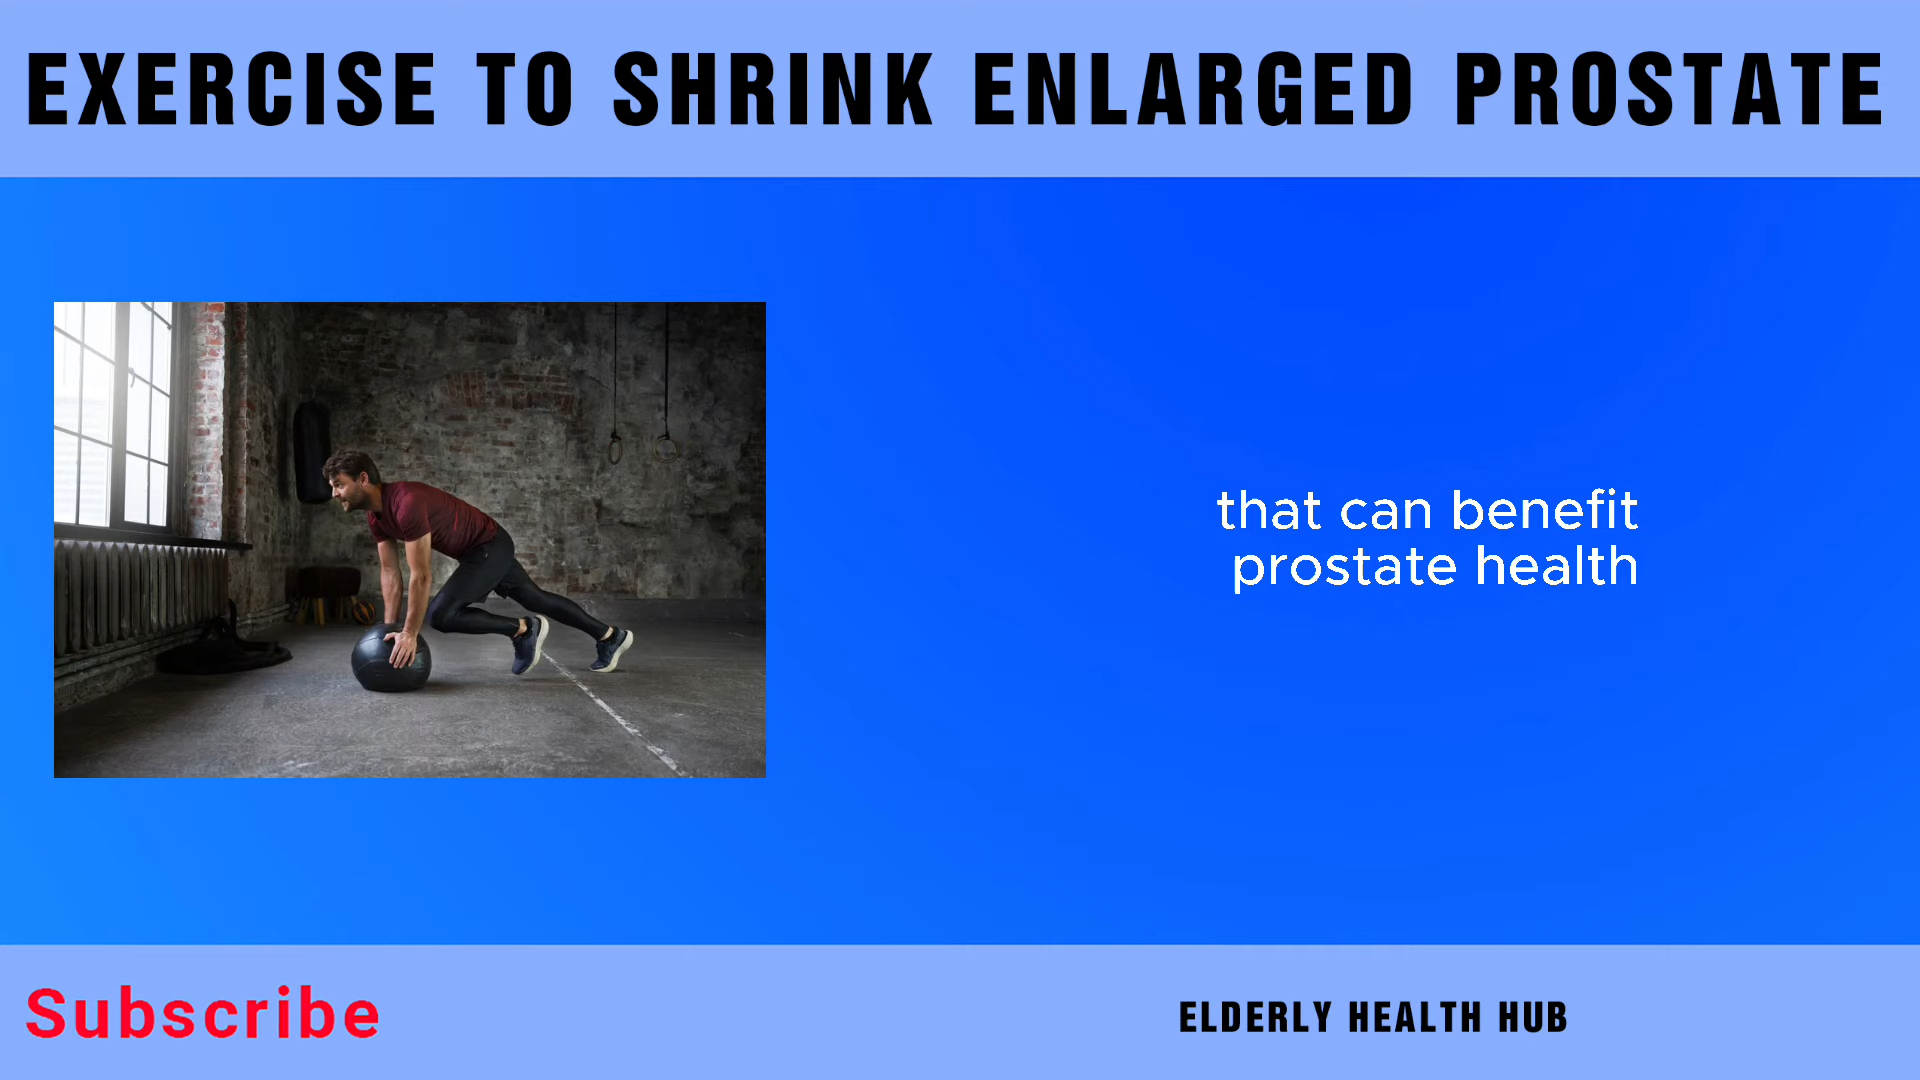 EXERCISE TO SHRINK ENLARGED PROSTATE
that can benefit
prostate health
Subscribe
ELDERLY HEALTH HUB